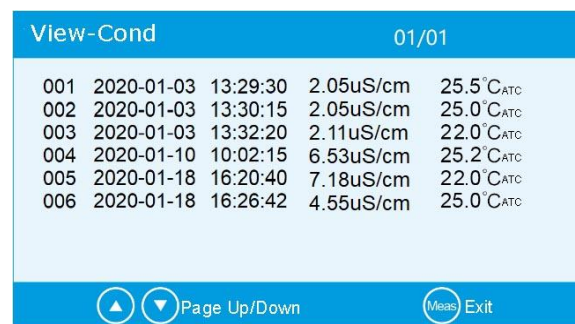 View-Cond 01/01
001 2020-01-03 13:29:30 2.05uS/cm 25.5°CATC
002 2020-01-03 13:30:15 2.05uS/cm 25.0°CATC
003 2020-01-03 13:32:20 2.11uS/cm 22.0°CATC
004 2020-01-10 10:02:15 6.53uS/cm 25.2°CATC
005 2020-01-18 16:20:40 7.18uS/cm 22.0°CATC
006 2020-01-18 16:26:42 4.55uS/cm 25.0°CATC
Page Up/Down Meas Exit